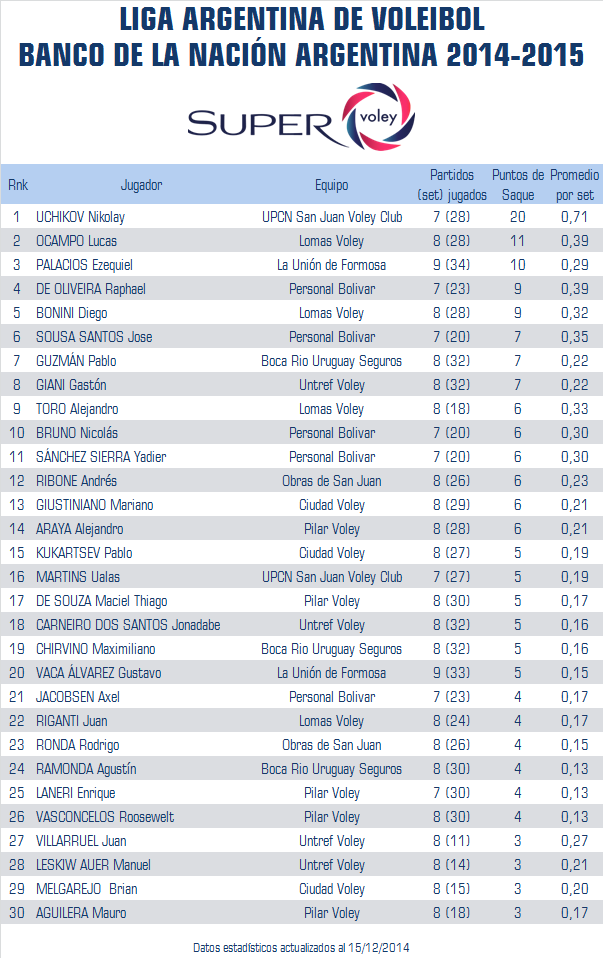 LIGA ARGENTINA DE VOLEIBOL
BANCO DE LA NACIÓN ARGENTINA 2014-2015
SUPER voley
Rnk Jugador Equipo Partidos (set) jugados Puntos de Saque Promedio por set
1 UCHIKOV Nikolay UPCN San Juan Voley Club 7 (28) 20 0,71
2 OCAMPO Lucas Lomas Voley 8 (28) 11 0,39
3 PALACIOS Ezequiel La Unión de Formosa 9 (34) 10 0,29
4 DE OLIVEIRA Raphael Personal Bolivar 7 (23) 9 0,39
5 BONINI Diego Lomas Voley 8 (28) 9 0,32
6 SOUSA SANTOS Jose Personal Bolivar 7 (20) 7 0,35
7 GUZMÁN Pablo Boca Rio Uruguay Seguros 8 (32) 7 0,22
8 GIANI Gastón Untref Voley 8 (32) 7 0,22
9 TORO Alejandro Lomas Voley 8 (18) 6 0,33
10 BRUNO Nicolás Personal Bolivar 7 (20) 6 0,30
11 SÁNCHEZ SIERRA Yadier Personal Bolivar 7 (20) 6 0,30
12 RIBONE Andrés Obras de San Juan 8 (26) 6 0,23
13 GIUSTINIANO Mariano Ciudad Voley 8 (29) 6 0,21
14 ARAYA Alejandro Pilar Voley 8 (28) 6 0,21
15 KUKARTSEV Pablo Ciudad Voley 8 (27) 5 0,19
16 MARTINS Ualas UPCN San Juan Voley Club 7 (27) 5 0,19
17 DE SOUZA Maciel Thiago Pilar Voley 8 (30) 5 0,17
18 CARNEIRO DOS SANTOS Jonadabe Untref Voley 8 (32) 5 0,16
19 CHIRVINO Maximiliano Boca Rio Uruguay Seguros 8 (32) 5 0,16
20 VACA ÁLVAREZ Gustavo La Unión de Formosa 9 (33) 5 0,15
21 JACOBSEN Axel Personal Bolivar 7 (23) 4 0,17
22 RIGANTI Juan Lomas Voley 8 (24) 4 0,17
23 RONDA Rodrigo Obras de San Juan 8 (26) 4 0,15
24 RAMONDA Agustín Boca Rio Uruguay Seguros 8 (30) 4 0,13
25 LANERI Enrique Pilar Voley 7 (30) 4 0,13
26 VASCONCELOS Roosewelt Pilar Voley 8 (30) 4 0,13
27 VILLARRUEL Juan Untref Voley 8 (11) 3 0,27
28 LESKIW AUER Manuel Untref Voley 8 (14) 3 0,21
29 MELGAREJO Brian Ciudad Voley 8 (15) 3 0,20
30 AGUILERA Mauro Pilar Voley 8 (18) 3 0,17
Datos estadísticos actualizados al 15/12/2014